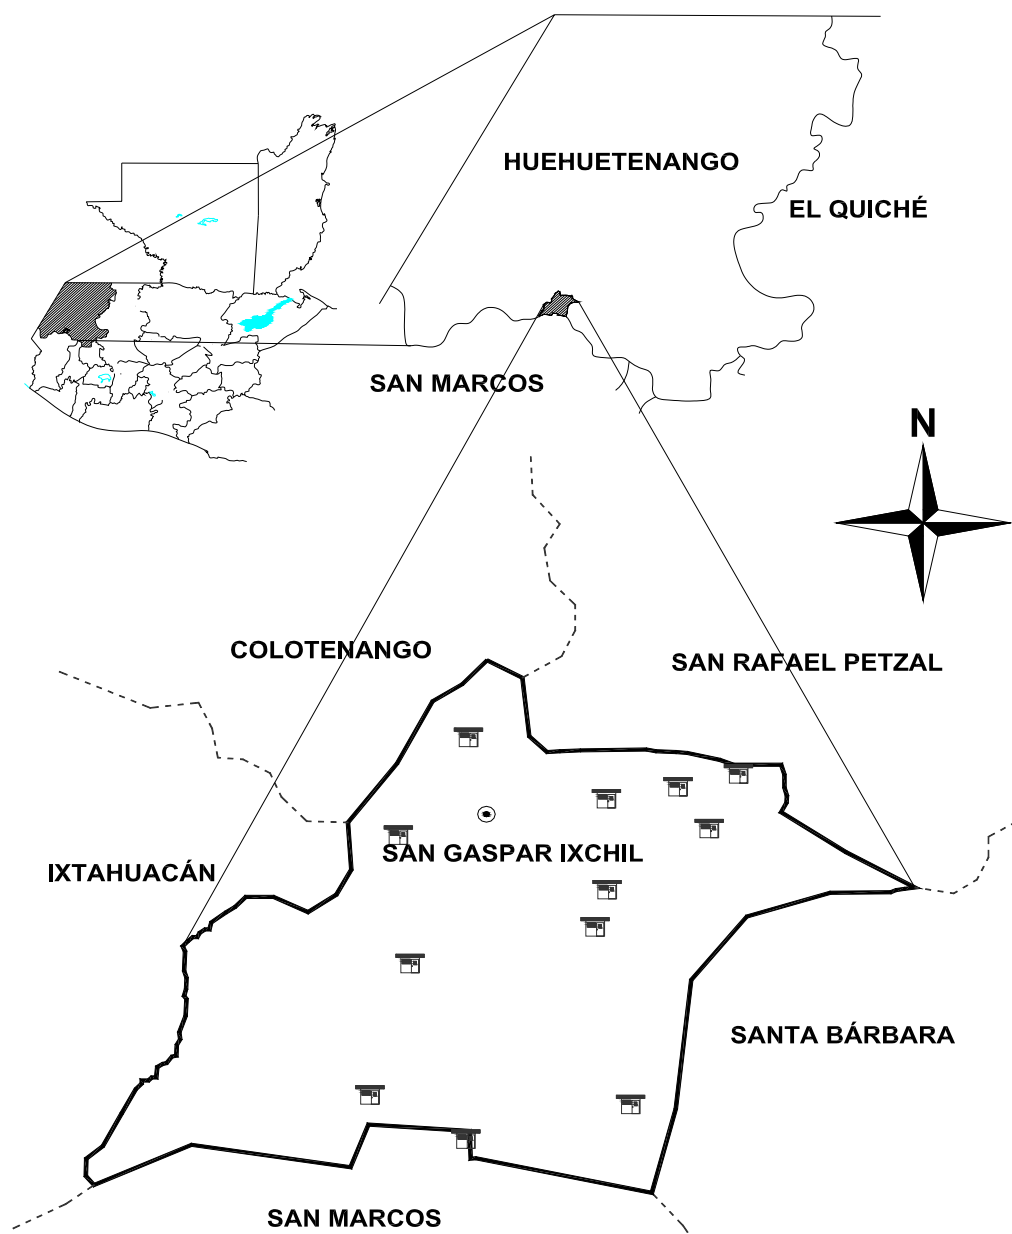 HUEHUETENANGO
EL QUICHÉ
SAN MARCOS
N
COLOTENANGO
SAN RAFAEL PETZAL
SAN GASPAR IXCHIL
IXTAHUACÁN
SANTA BÁRBARA
SAN MARCOS